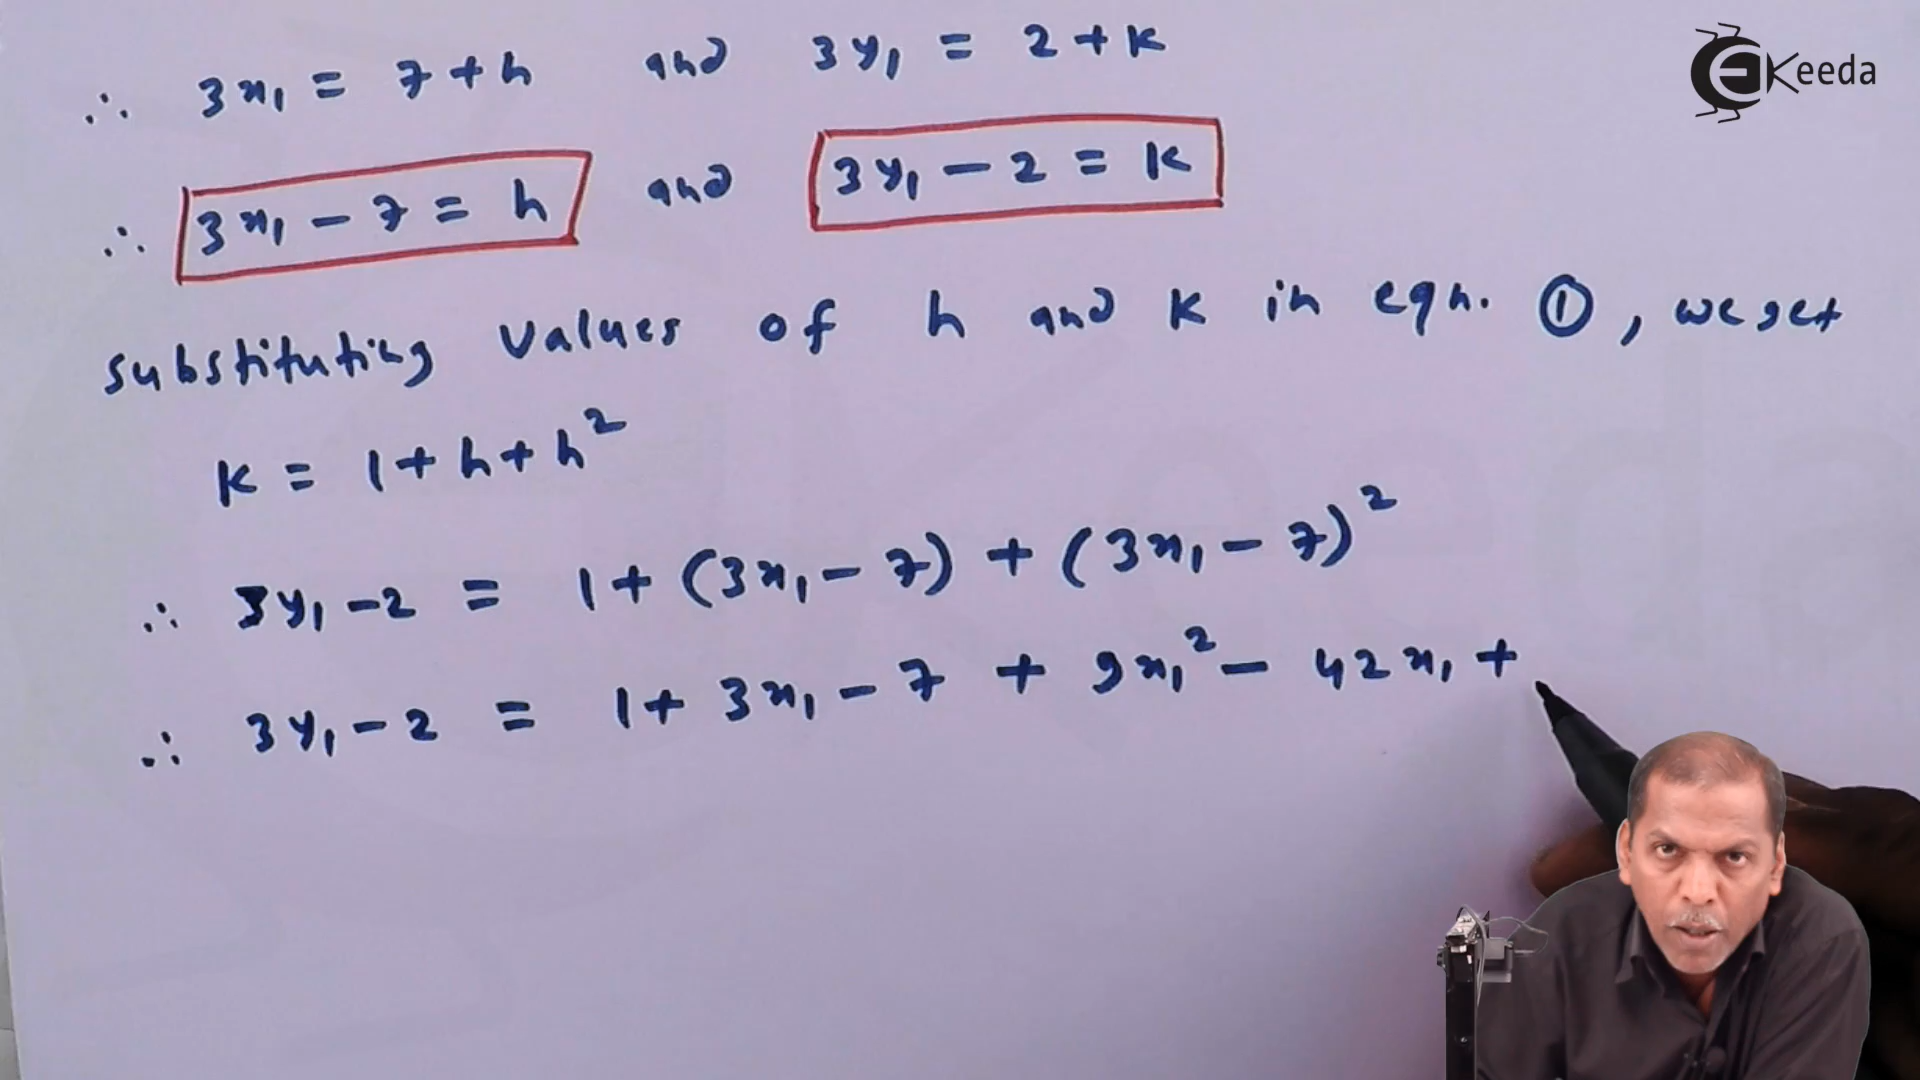 EKeeda
∴ 3x₁ = 7 + h and 3y₁ = 2 + k
∴ 3x₁ - 7 = h and 3y₁ - 2 = k
substituting values of h and k in eqn. ①, we get
k = 1 + h + h²
∴ 3y₁ - 2 = 1 + (3x₁ - 7) + (3x₁ - 7)²
∴ 3y₁ - 2 = 1 + 3x₁ - 7 + 9x₁² - 42x₁ +